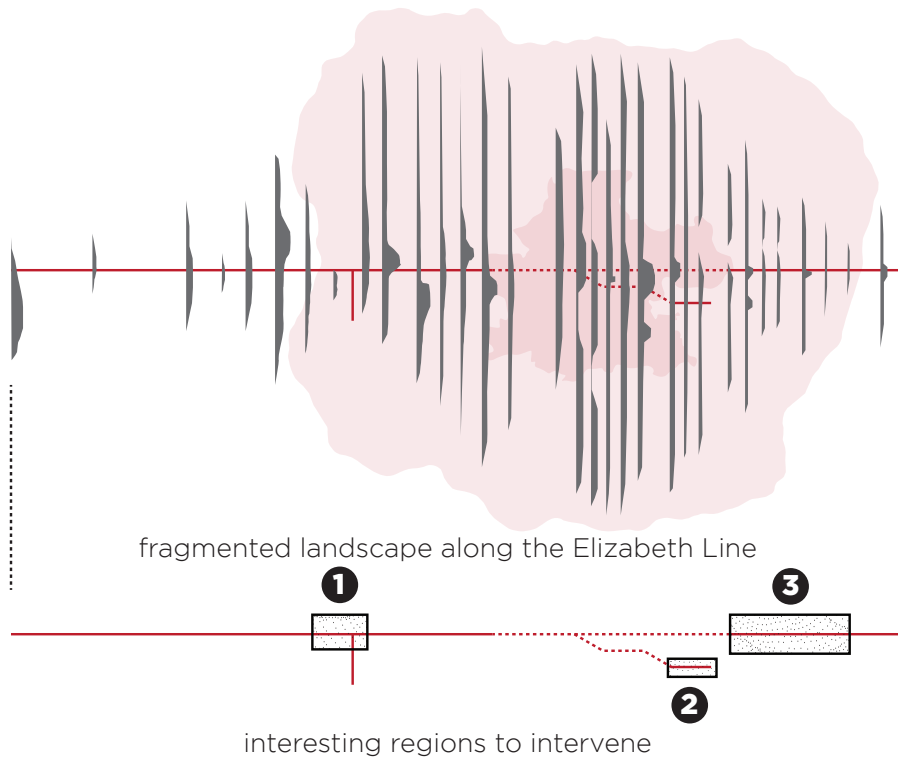 fragmented landscape along the Elizabeth Line
1
3
2
interesting regions to intervene